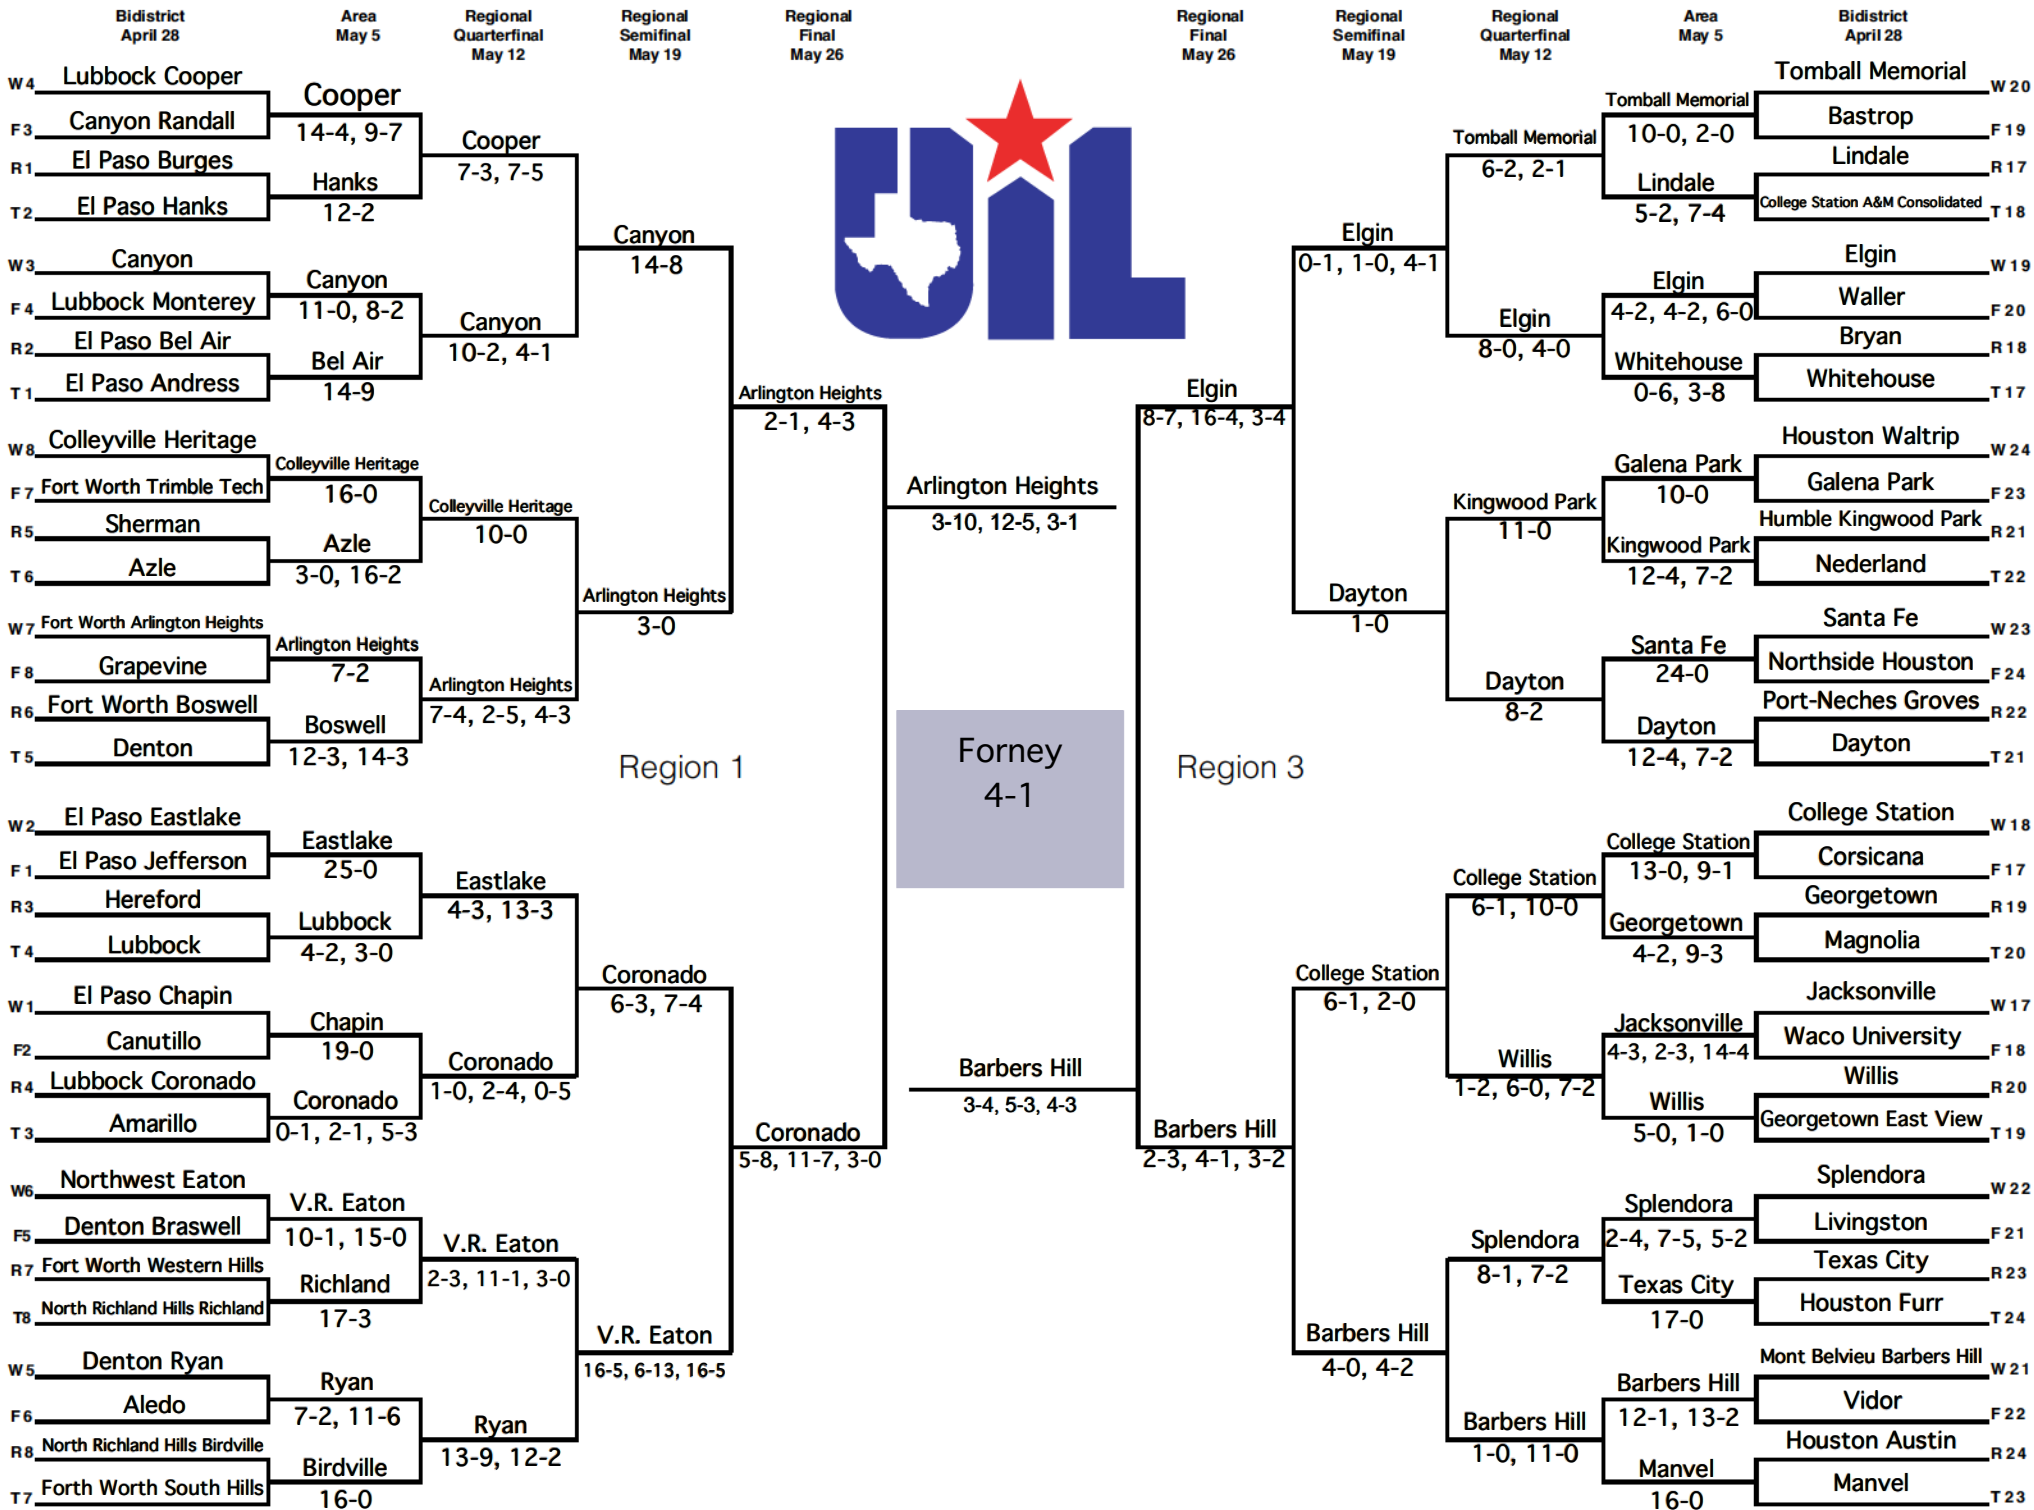 Bidistrict
April 28
Area
May 5
Regional
Quarterfinal
May 12
Regional
Semifinal
May 19
Regional
Final
May 26
Regional
Final
May 26
Regional
Semifinal
May 19
Regional
Quarterfinal
May 12
Area
May 5
Bidistrict
April 28
W4 Lubbock Cooper
F3 Canyon Randall
R1 El Paso Burges
T2 El Paso Hanks
W3 Canyon
F4 Lubbock Monterey
R2 El Paso Bel Air
T1 El Paso Andress
W8 Colleyville Heritage
F7 Fort Worth Trimble Tech
R5 Sherman
T6 Azle
W7 Fort Worth Arlington Heights
F8 Grapevine
R6 Fort Worth Boswell
T5 Denton
W2 El Paso Eastlake
F1 El Paso Jefferson
R3 Hereford
T4 Lubbock
W1 El Paso Chapin
F2 Canutillo
R4 Lubbock Coronado
T3 Amarillo
W6 Northwest Eaton
F5 Denton Braswell
R7 Fort Worth Western Hills
T8 North Richland Hills Richland
W5 Denton Ryan
F6 Aledo
R8 North Richland Hills Birdville
T7 Forth Worth South Hills
Cooper
14-4, 9-7
Hanks
12-2
Canyon
11-0, 8-2
Bel Air
14-9
Colleyville Heritage
16-0
Azle
3-0, 16-2
Arlington Heights
7-2
Boswell
12-3, 14-3
Eastlake
25-0
Lubbock
4-2, 3-0
Chapin
19-0
Coronado
0-1, 2-1, 5-3
V.R. Eaton
10-1, 15-0
Richland
17-3
Ryan
7-2, 11-6
Birdville
16-0
Cooper
7-3, 7-5
Canyon
10-2, 4-1
Colleyville Heritage
10-0
Arlington Heights
7-4, 2-5, 4-3
Eastlake
4-3, 13-3
Coronado
1-0, 2-4, 0-5
V.R. Eaton
2-3, 11-1, 3-0
Ryan
13-9, 12-2
Canyon
14-8
Arlington Heights
3-0
Coronado
6-3, 7-4
V.R. Eaton
16-5, 6-13, 16-5
Arlington Heights
2-1, 4-3
Coronado
5-8, 11-7, 3-0
Region 1
UIL
Arlington Heights
3-10, 12-5, 3-1
Forney
4-1
Barbers Hill
3-4, 5-3, 4-3
Region 3
Elgin
8-7, 16-4, 3-4
Barbers Hill
2-3, 4-1, 3-2
Elgin
0-1, 1-0, 4-1
Dayton
1-0
College Station
6-1, 2-0
Barbers Hill
4-0, 4-2
Tomball Memorial
6-2, 2-1
Elgin
8-0, 4-0
Kingwood Park
11-0
Dayton
8-2
College Station
6-1, 10-0
Willis
1-2, 6-0, 7-2
Splendora
8-1, 7-2
Barbers Hill
1-0, 11-0
Tomball Memorial
10-0, 2-0
Lindale
5-2, 7-4
Elgin
4-2, 4-2, 6-0
Whitehouse
0-6, 3-8
Galena Park
10-0
Kingwood Park
12-4, 7-2
Santa Fe
24-0
Dayton
12-4, 7-2
College Station
13-0, 9-1
Georgetown
4-2, 9-3
Jacksonville
4-3, 2-3, 14-4
Willis
5-0, 1-0
Splendora
2-4, 7-5, 5-2
Texas City
17-0
Barbers Hill
12-1, 13-2
Manvel
16-0
Tomball Memorial W20
Bastrop F19
Lindale R17
College Station A&M Consolidated T18
Elgin W19
Waller F20
Bryan R18
Whitehouse T17
Houston Waltrip W24
Galena Park F23
Humble Kingwood Park R21
Nederland T22
Santa Fe W23
Northside Houston F24
Port-Neches Groves R22
Dayton T21
College Station W18
Corsicana F17
Georgetown R19
Magnolia T20
Jacksonville W17
Waco University F18
Willis R20
Georgetown East View T19
Splendora W22
Livingston F21
Texas City R23
Houston Furr T24
Mont Belvieu Barbers Hill W21
Vidor F22
Houston Austin R24
Manvel T23